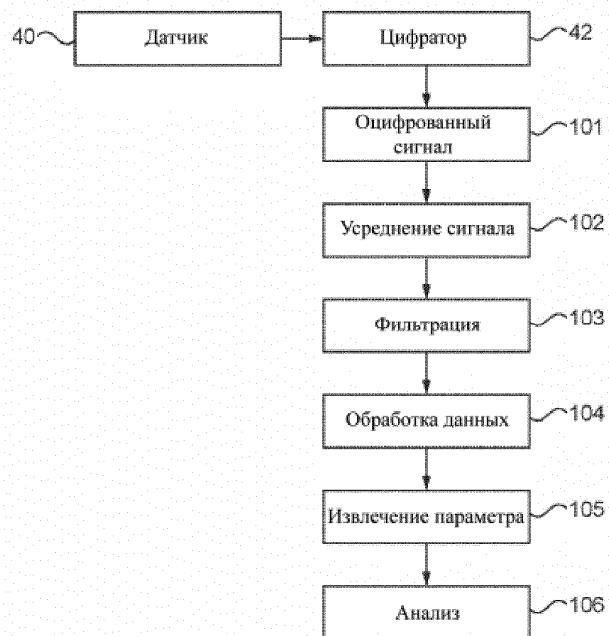 40 Датчик Цифратор 42
Оцифрованный
сигнал 101
Усреднение сигнала 102
Фильтрация 103
Обработка данных 104
Извлечение параметра 105
Анализ 106